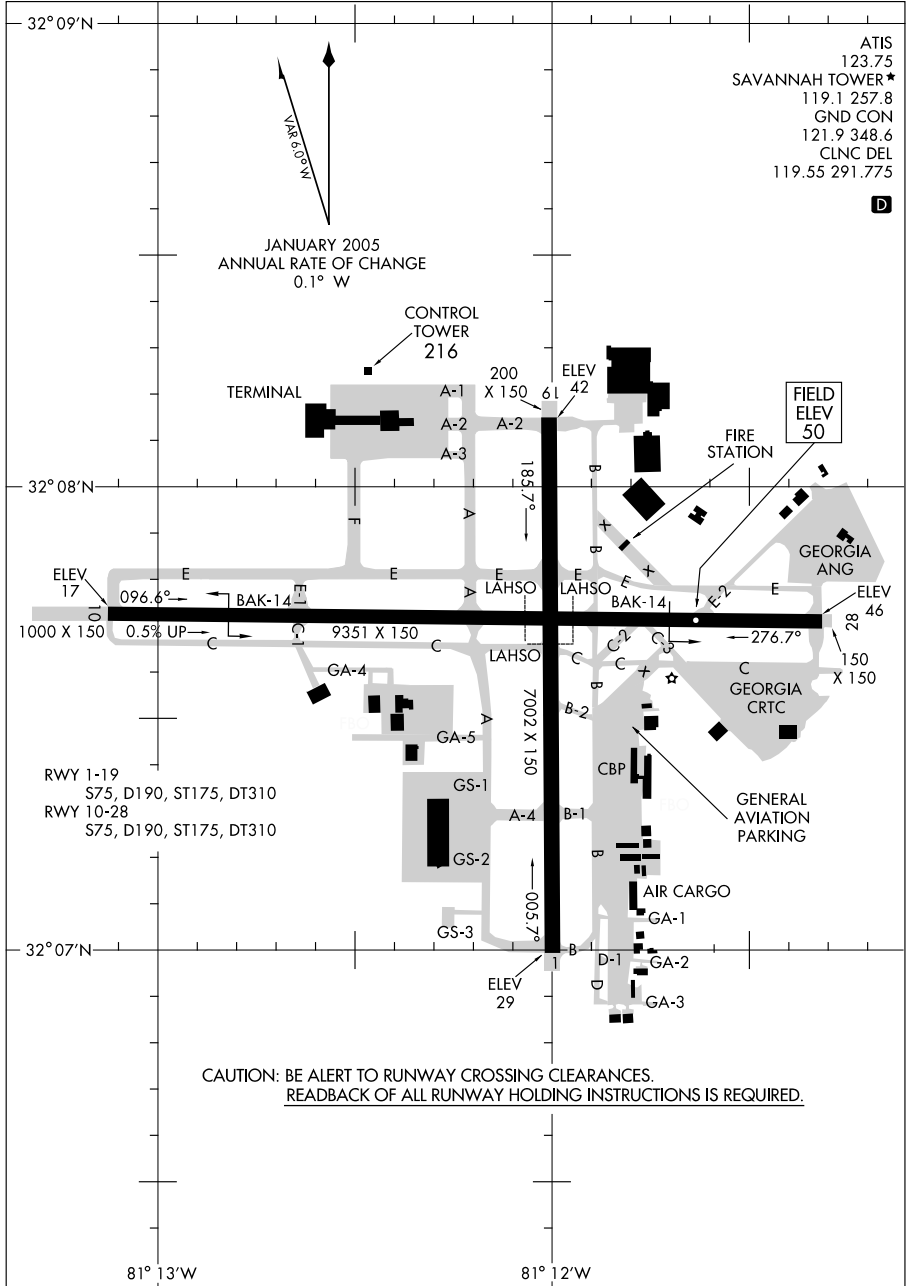 32° 09'N
ATIS
123.75
SAVANNAH TOWER★
119.1 257.8
GND CON
121.9 348.6
CLNC DEL
119.55 291.775
D
VAR 6.0° W
JANUARY 2005
ANNUAL RATE OF CHANGE
0.1° W
CONTROL
TOWER
216
TERMINAL
A-1
A-2
A-2
A-3
200
X 150
19
ELEV
42
FIELD
ELEV
50
FIRE
STATION
32° 08'N
185.7°
A
F
B
B
X
X
GEORGIA
ANG
ELEV
17
E
E
E
E
E
E
E-1
E-2
A
LAHSO
LAHSO
BAK-14
BAK-14
ELEV
46
096.6°
10
28
1000 X 150
0.5% UP
9351 X 150
276.7°
150
X 150
C
C-1
C
LAHSO
C
C
C-2
C-3
X
C
GA-4
GEORGIA
CRTC
7002 X 150
B
B-2
A
GA-5
CBP
GENERAL
AVIATION
PARKING
RWY 1-19
S75, D190, ST175, DT310
RWY 10-28
S75, D190, ST175, DT310
GS-1
A-4
B-1
GS-2
B
005.7°
AIR CARGO
GA-1
GS-3
32° 07'N
1
B
D-1
GA-2
ELEV
29
D
GA-3
CAUTION: BE ALERT TO RUNWAY CROSSING CLEARANCES.
READBACK OF ALL RUNWAY HOLDING INSTRUCTIONS IS REQUIRED.
81° 13'W
81° 12'W